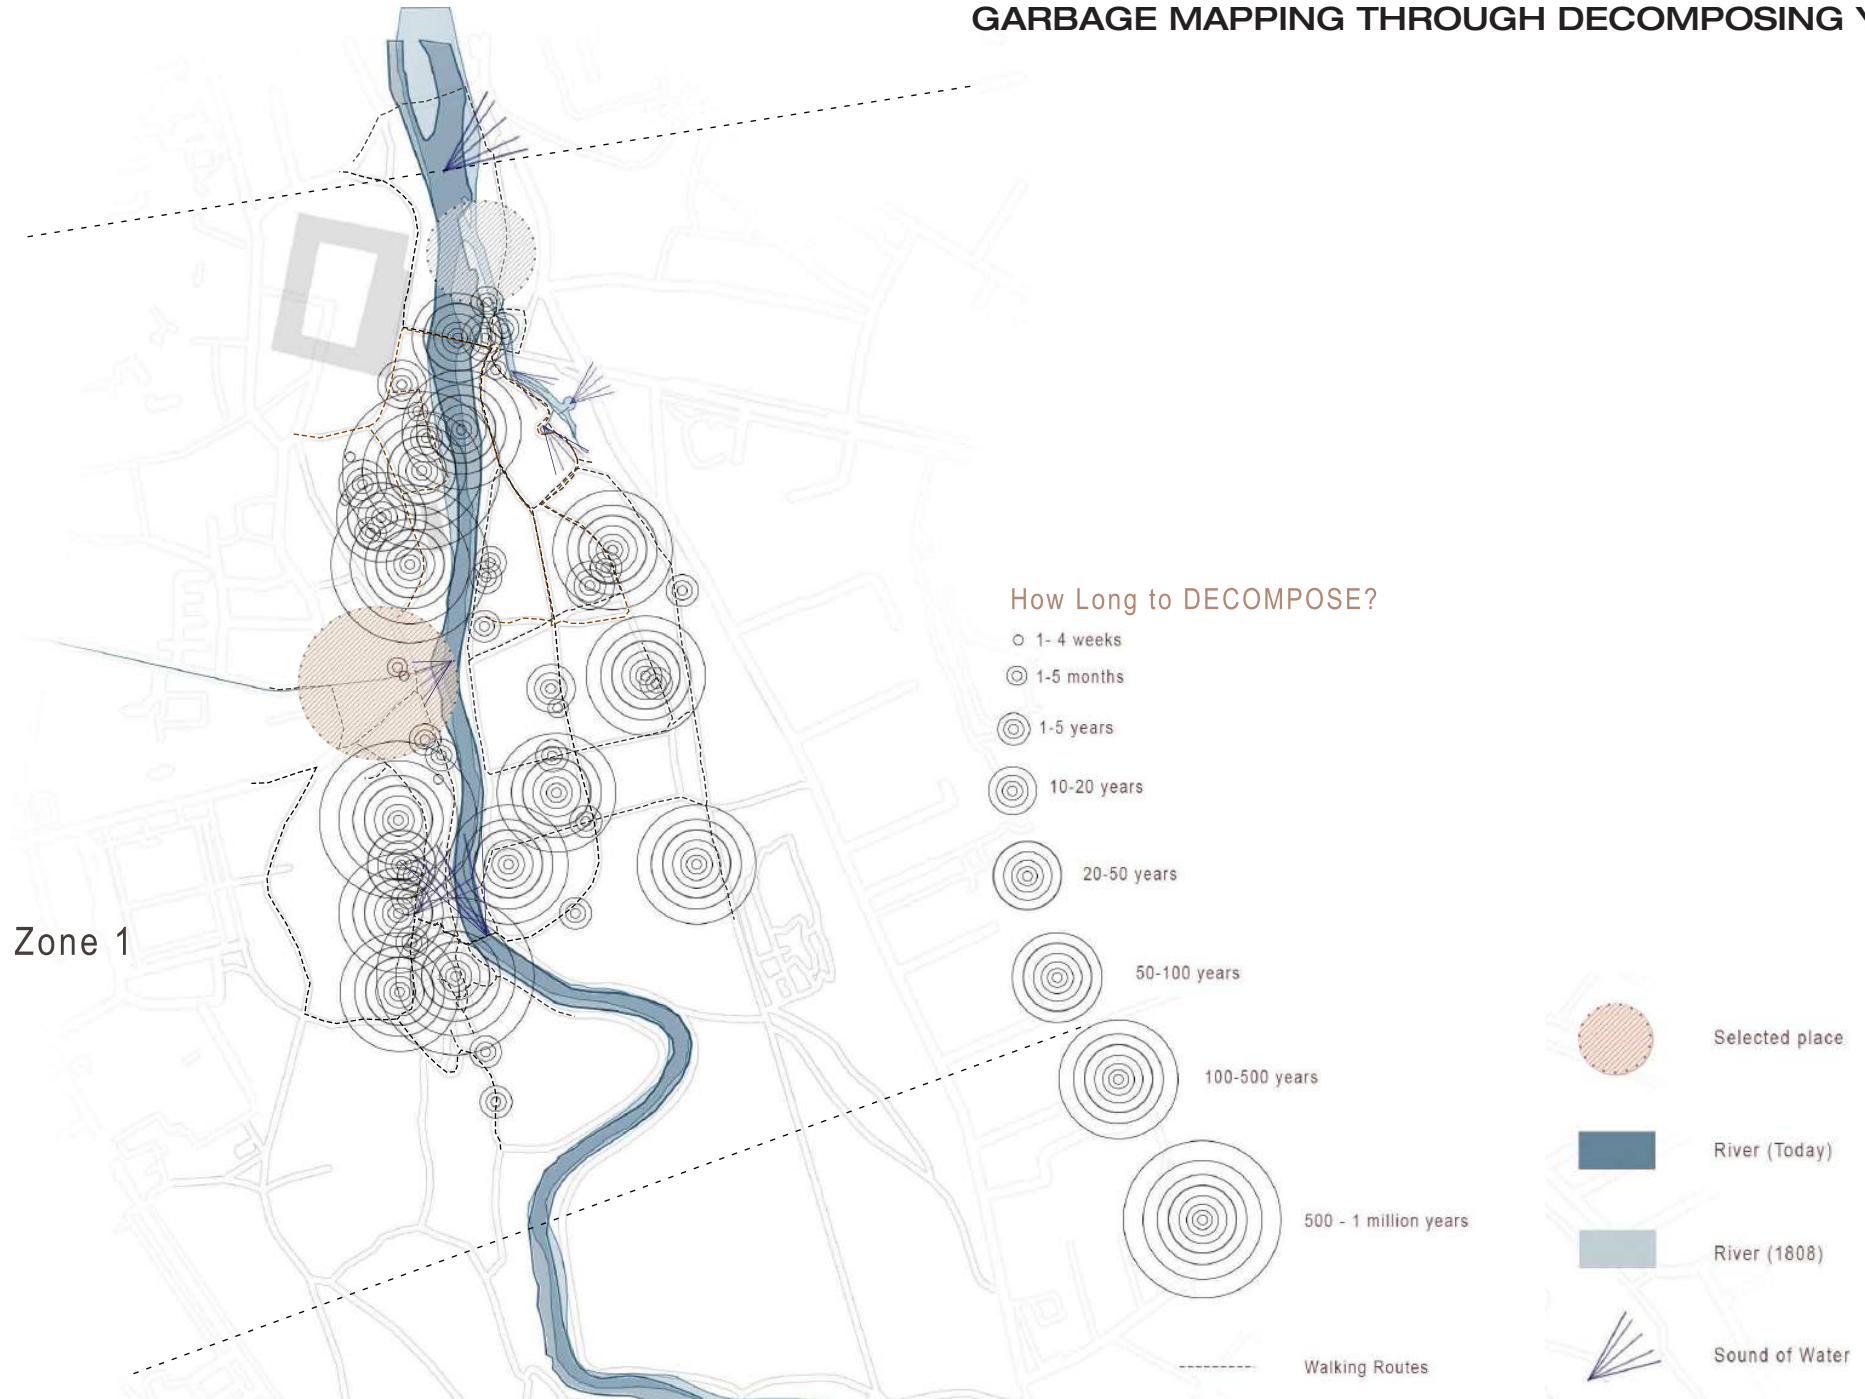 GARBAGE MAPPING THROUGH DECOMPOSING
Zone 1
How Long to DECOMPOSE?
1- 4 weeks
1-5 months
1-5 years
10-20 years
20-50 years
50-100 years
100-500 years
500 - 1 million years
Walking Routes
Selected place
River (Today)
River (1808)
Sound of Water